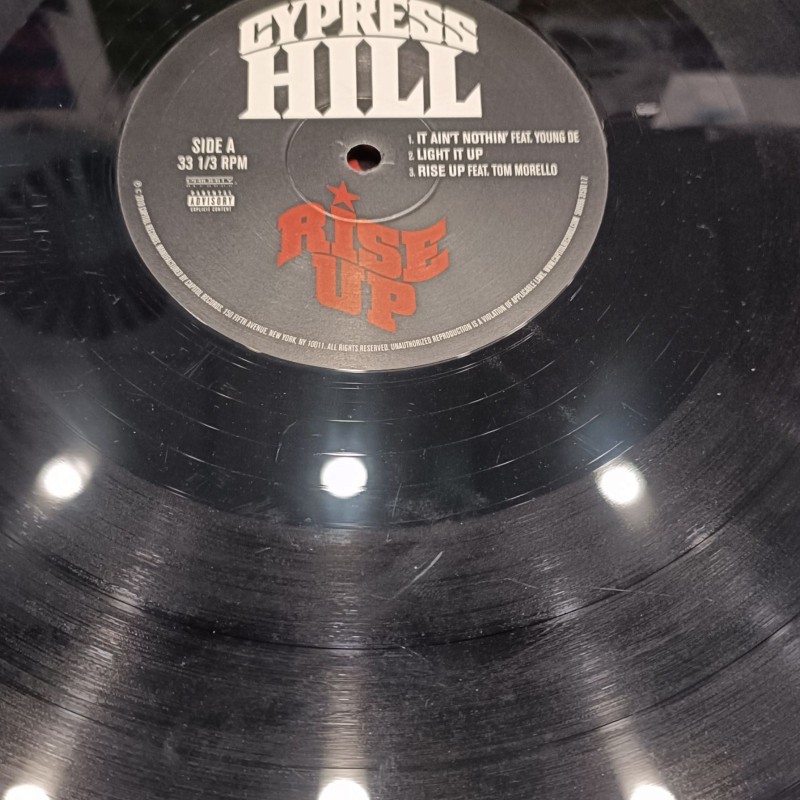 CYPRESS
HILL
SIDE A
33 1/3 RPM
PARENTAL
ADVISORY
EXPLICIT CONTENT
1. IT AIN'T NOTHIN' FEAT. YOUNG DE
2. LIGHT IT UP
3. RISE UP FEAT. TOM MORELLO
RISE
UP
MANUFACTURED BY CAPITOL RECORDS, 150 FIFTH AVENUE, NEW YORK, NY 10011. ALL RIGHTS RESERVED. UNAUTHORIZED REPRODUCTION IS A VIOLATION OF APPLICABLE LAWS.